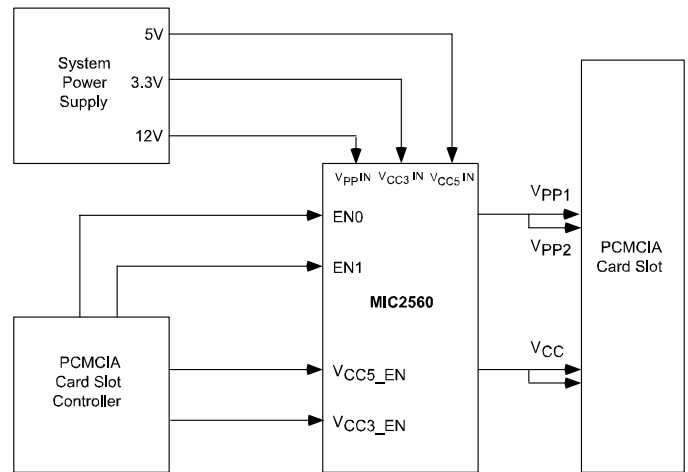 System
Power
Supply
5V
3.3V
12V
VPP IN VCC3 IN VCC5 IN
EN0
EN1
MIC2560
VCC5_EN
VCC3_EN
PCMCIA
Card Slot
Controller
VPP1
VPP2
VCC
PCMCIA
Card Slot